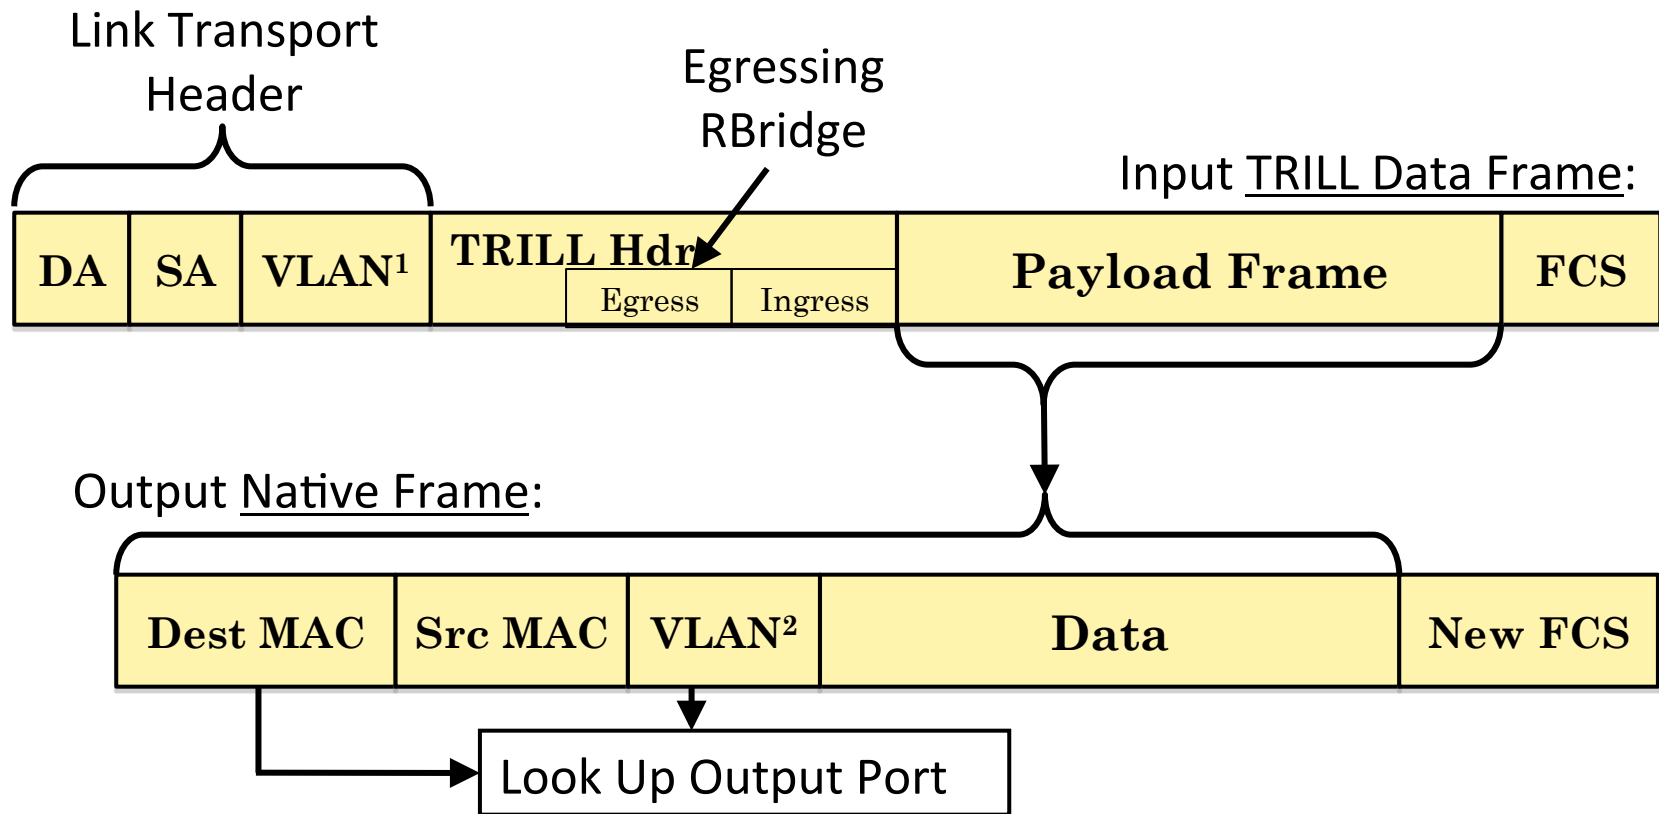 Link Transport
Header
Egressing
RBridge
Input TRILL Data Frame:
DA SA VLAN¹ TRILL Hdr Payload Frame FCS
Egress Ingress
Output Native Frame:
Dest MAC Src MAC VLAN² Data New FCS
Look Up Output Port